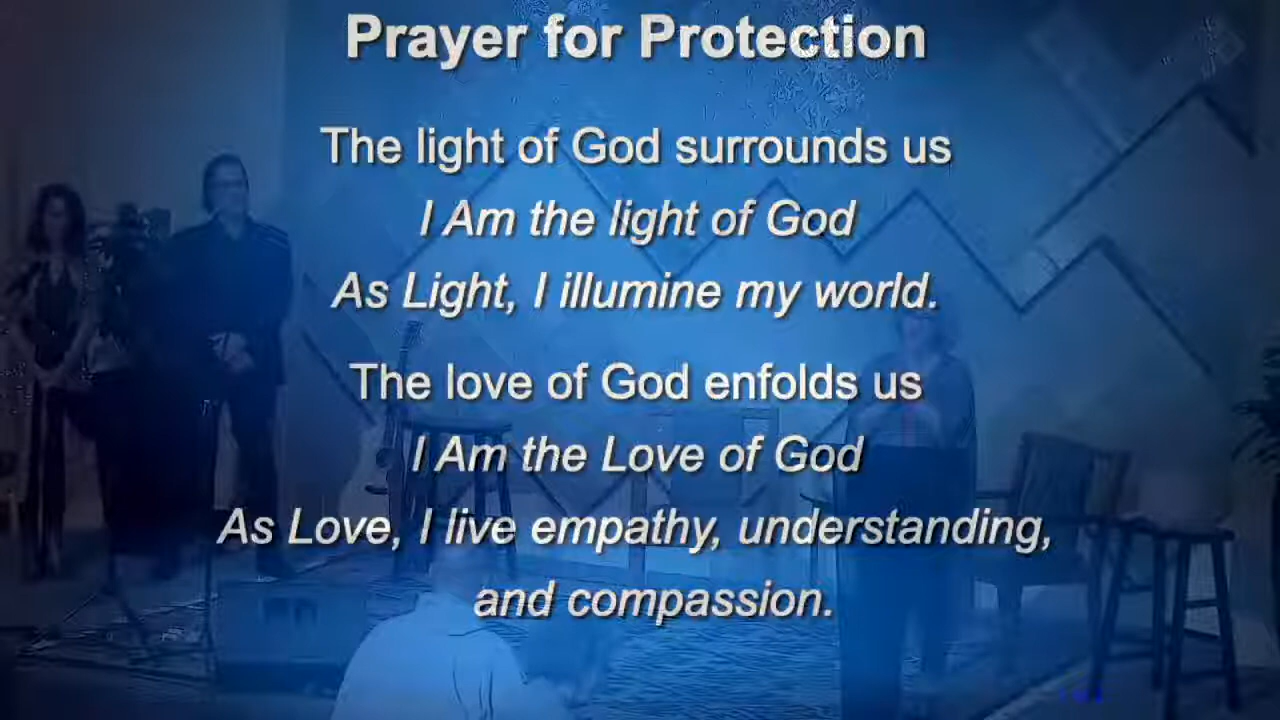 Prayer for Protection
The light of God surrounds us
I Am the light of God
As Light, I illumine my world.
The love of God enfolds us
I Am the Love of God
As Love, I live empathy, understanding,
and compassion.